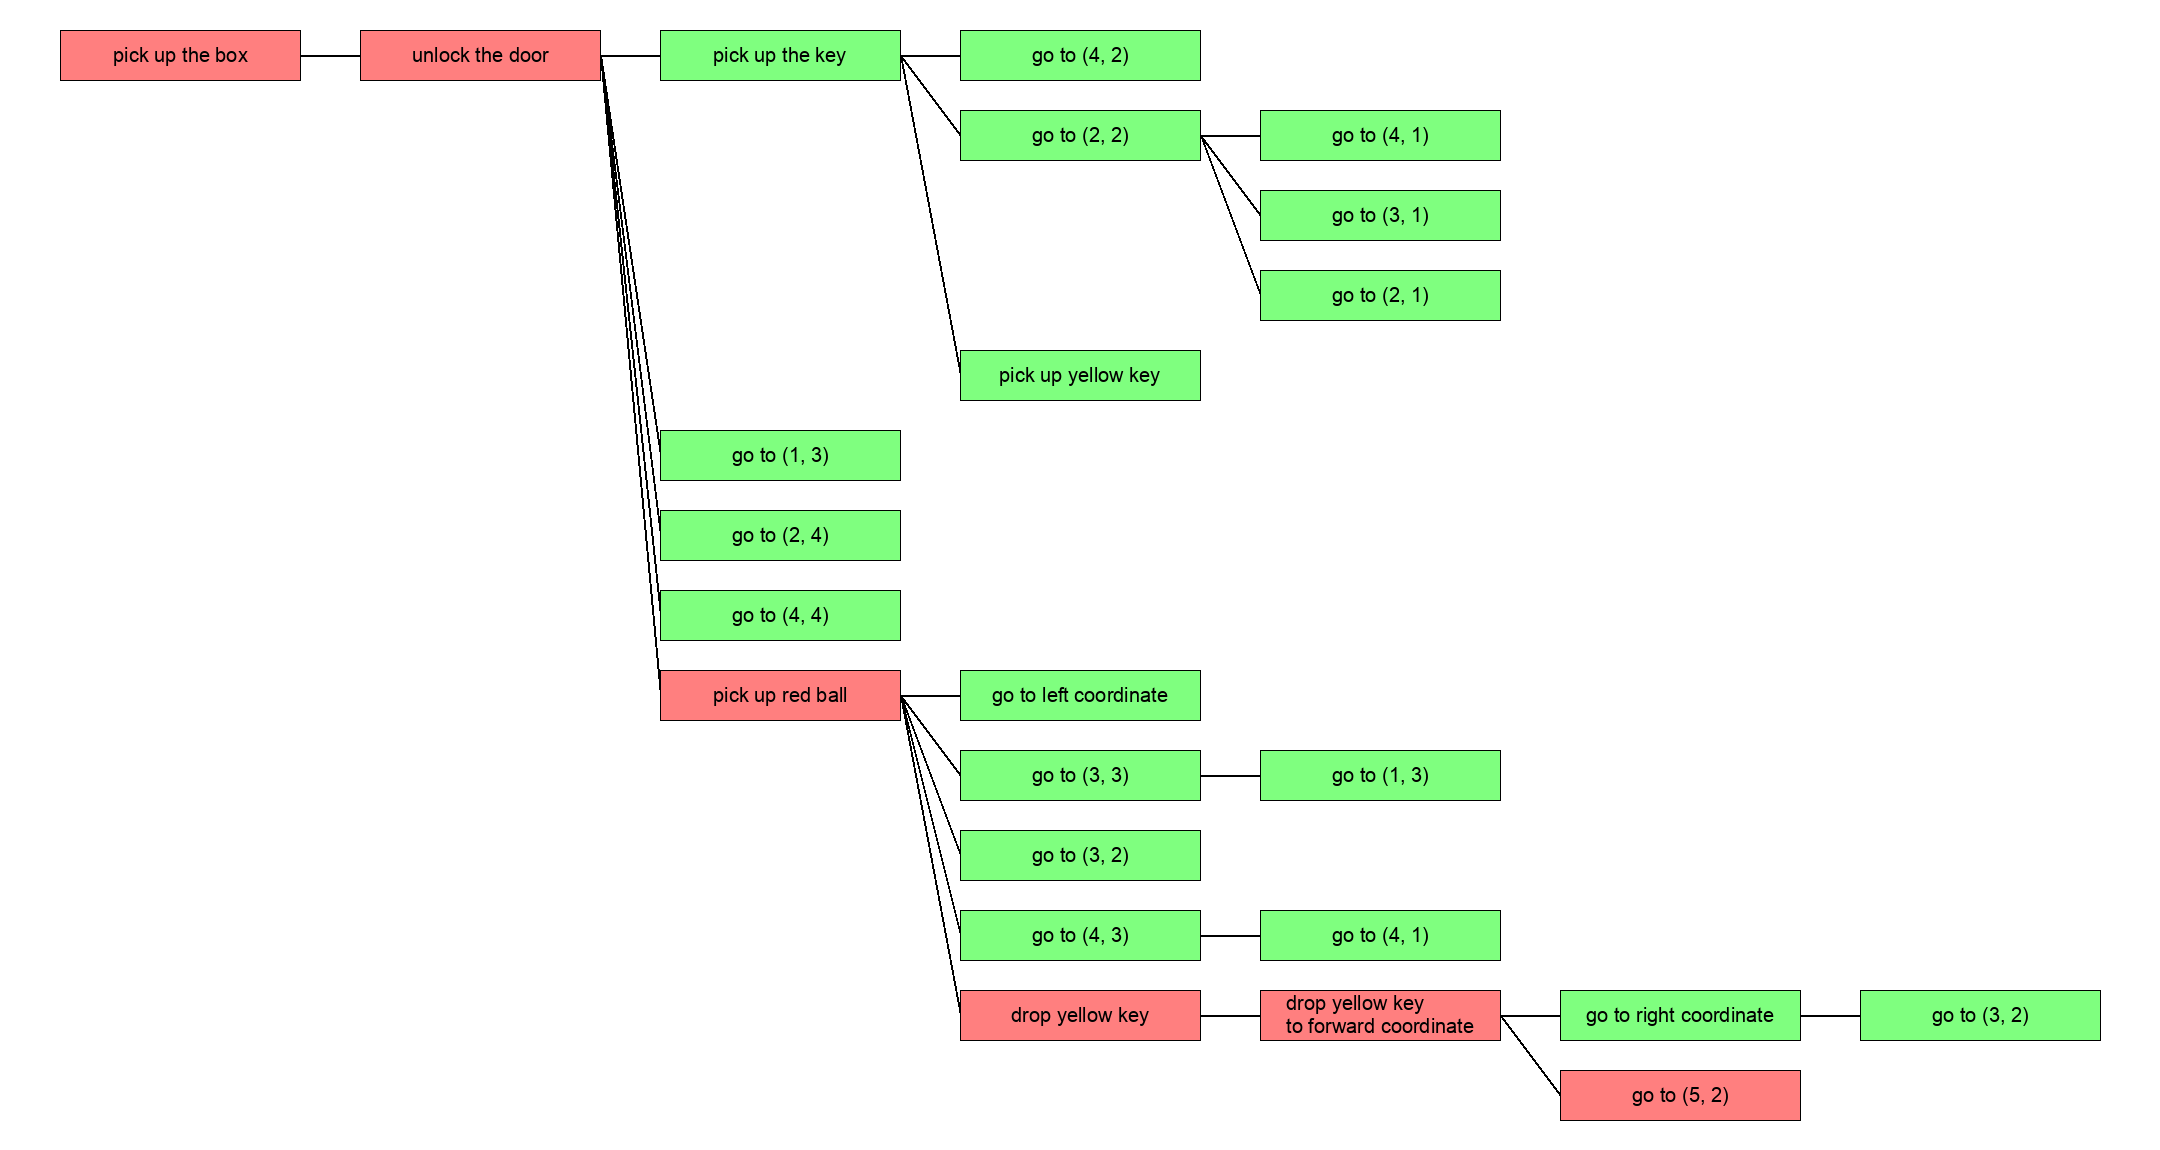 pick up the box
unlock the door
pick up the key
go to (4, 2)
go to (2, 2)
go to (4, 1)
go to (3, 1)
go to (2, 1)
pick up yellow key
go to (1, 3)
go to (2, 4)
go to (4, 4)
pick up red ball
go to left coordinate
go to (3, 3)
go to (1, 3)
go to (3, 2)
go to (4, 3)
go to (4, 1)
drop yellow key
drop yellow key
to forward coordinate
go to right coordinate
go to (3, 2)
go to (5, 2)